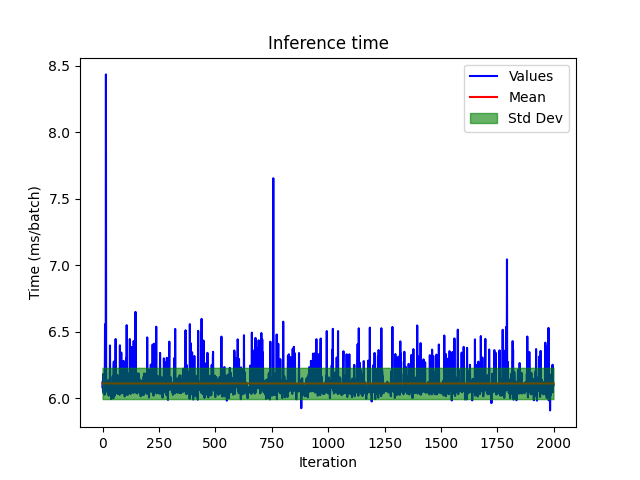 Inference time
Values
Mean
Std Dev
Time (ms/batch)
8.5
8.0
7.5
7.0
6.5
6.0
0 250 500 750 1000 1250 1500 1750 2000
Iteration